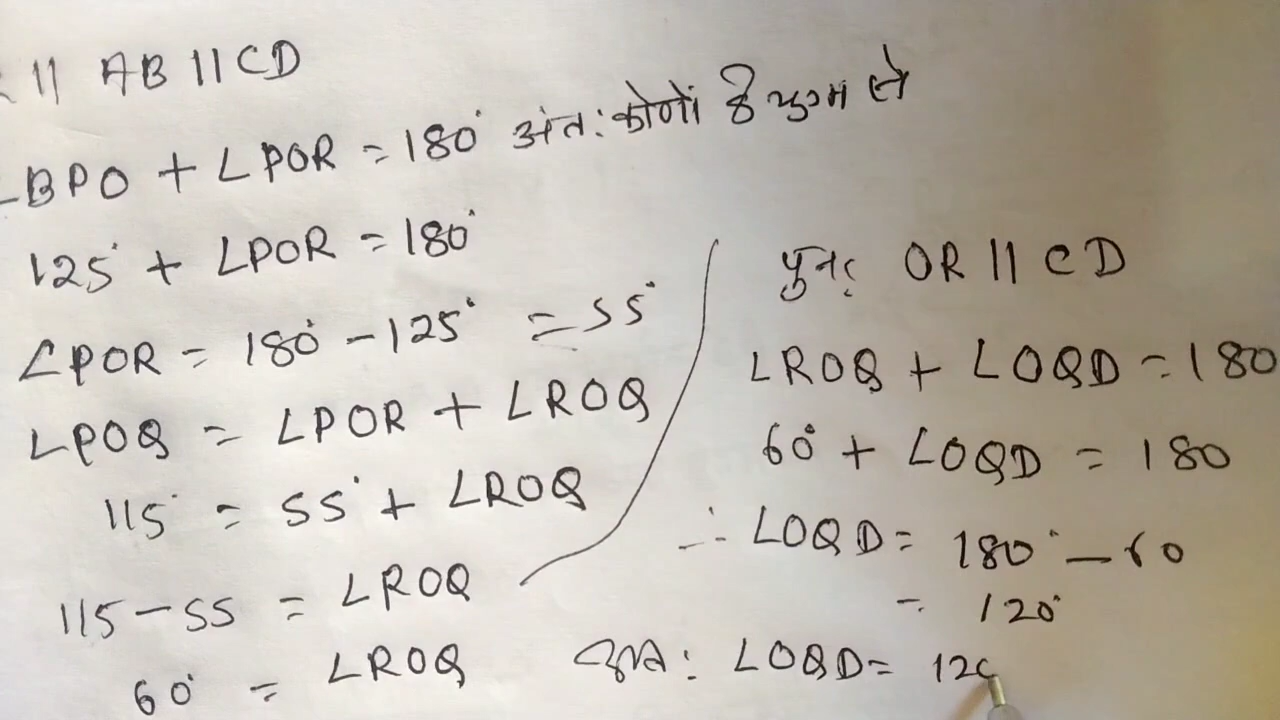 || AB || CD
∠BPO + ∠POR = 180° अंतः कोणों
125° + ∠POR = 180°
∠POR = 180° - 125° = 55°
∠POQ = ∠POR + ∠ROQ
115° = 55° + ∠ROQ
115 - 55 = ∠ROQ
60° = ∠ROQ
पुनः OR || CD
∠ROQ + ∠OQD = 180
60° + ∠OQD = 180
∴ ∠OQD = 180° - 60
= 120°
अतः ∠OQD = 120